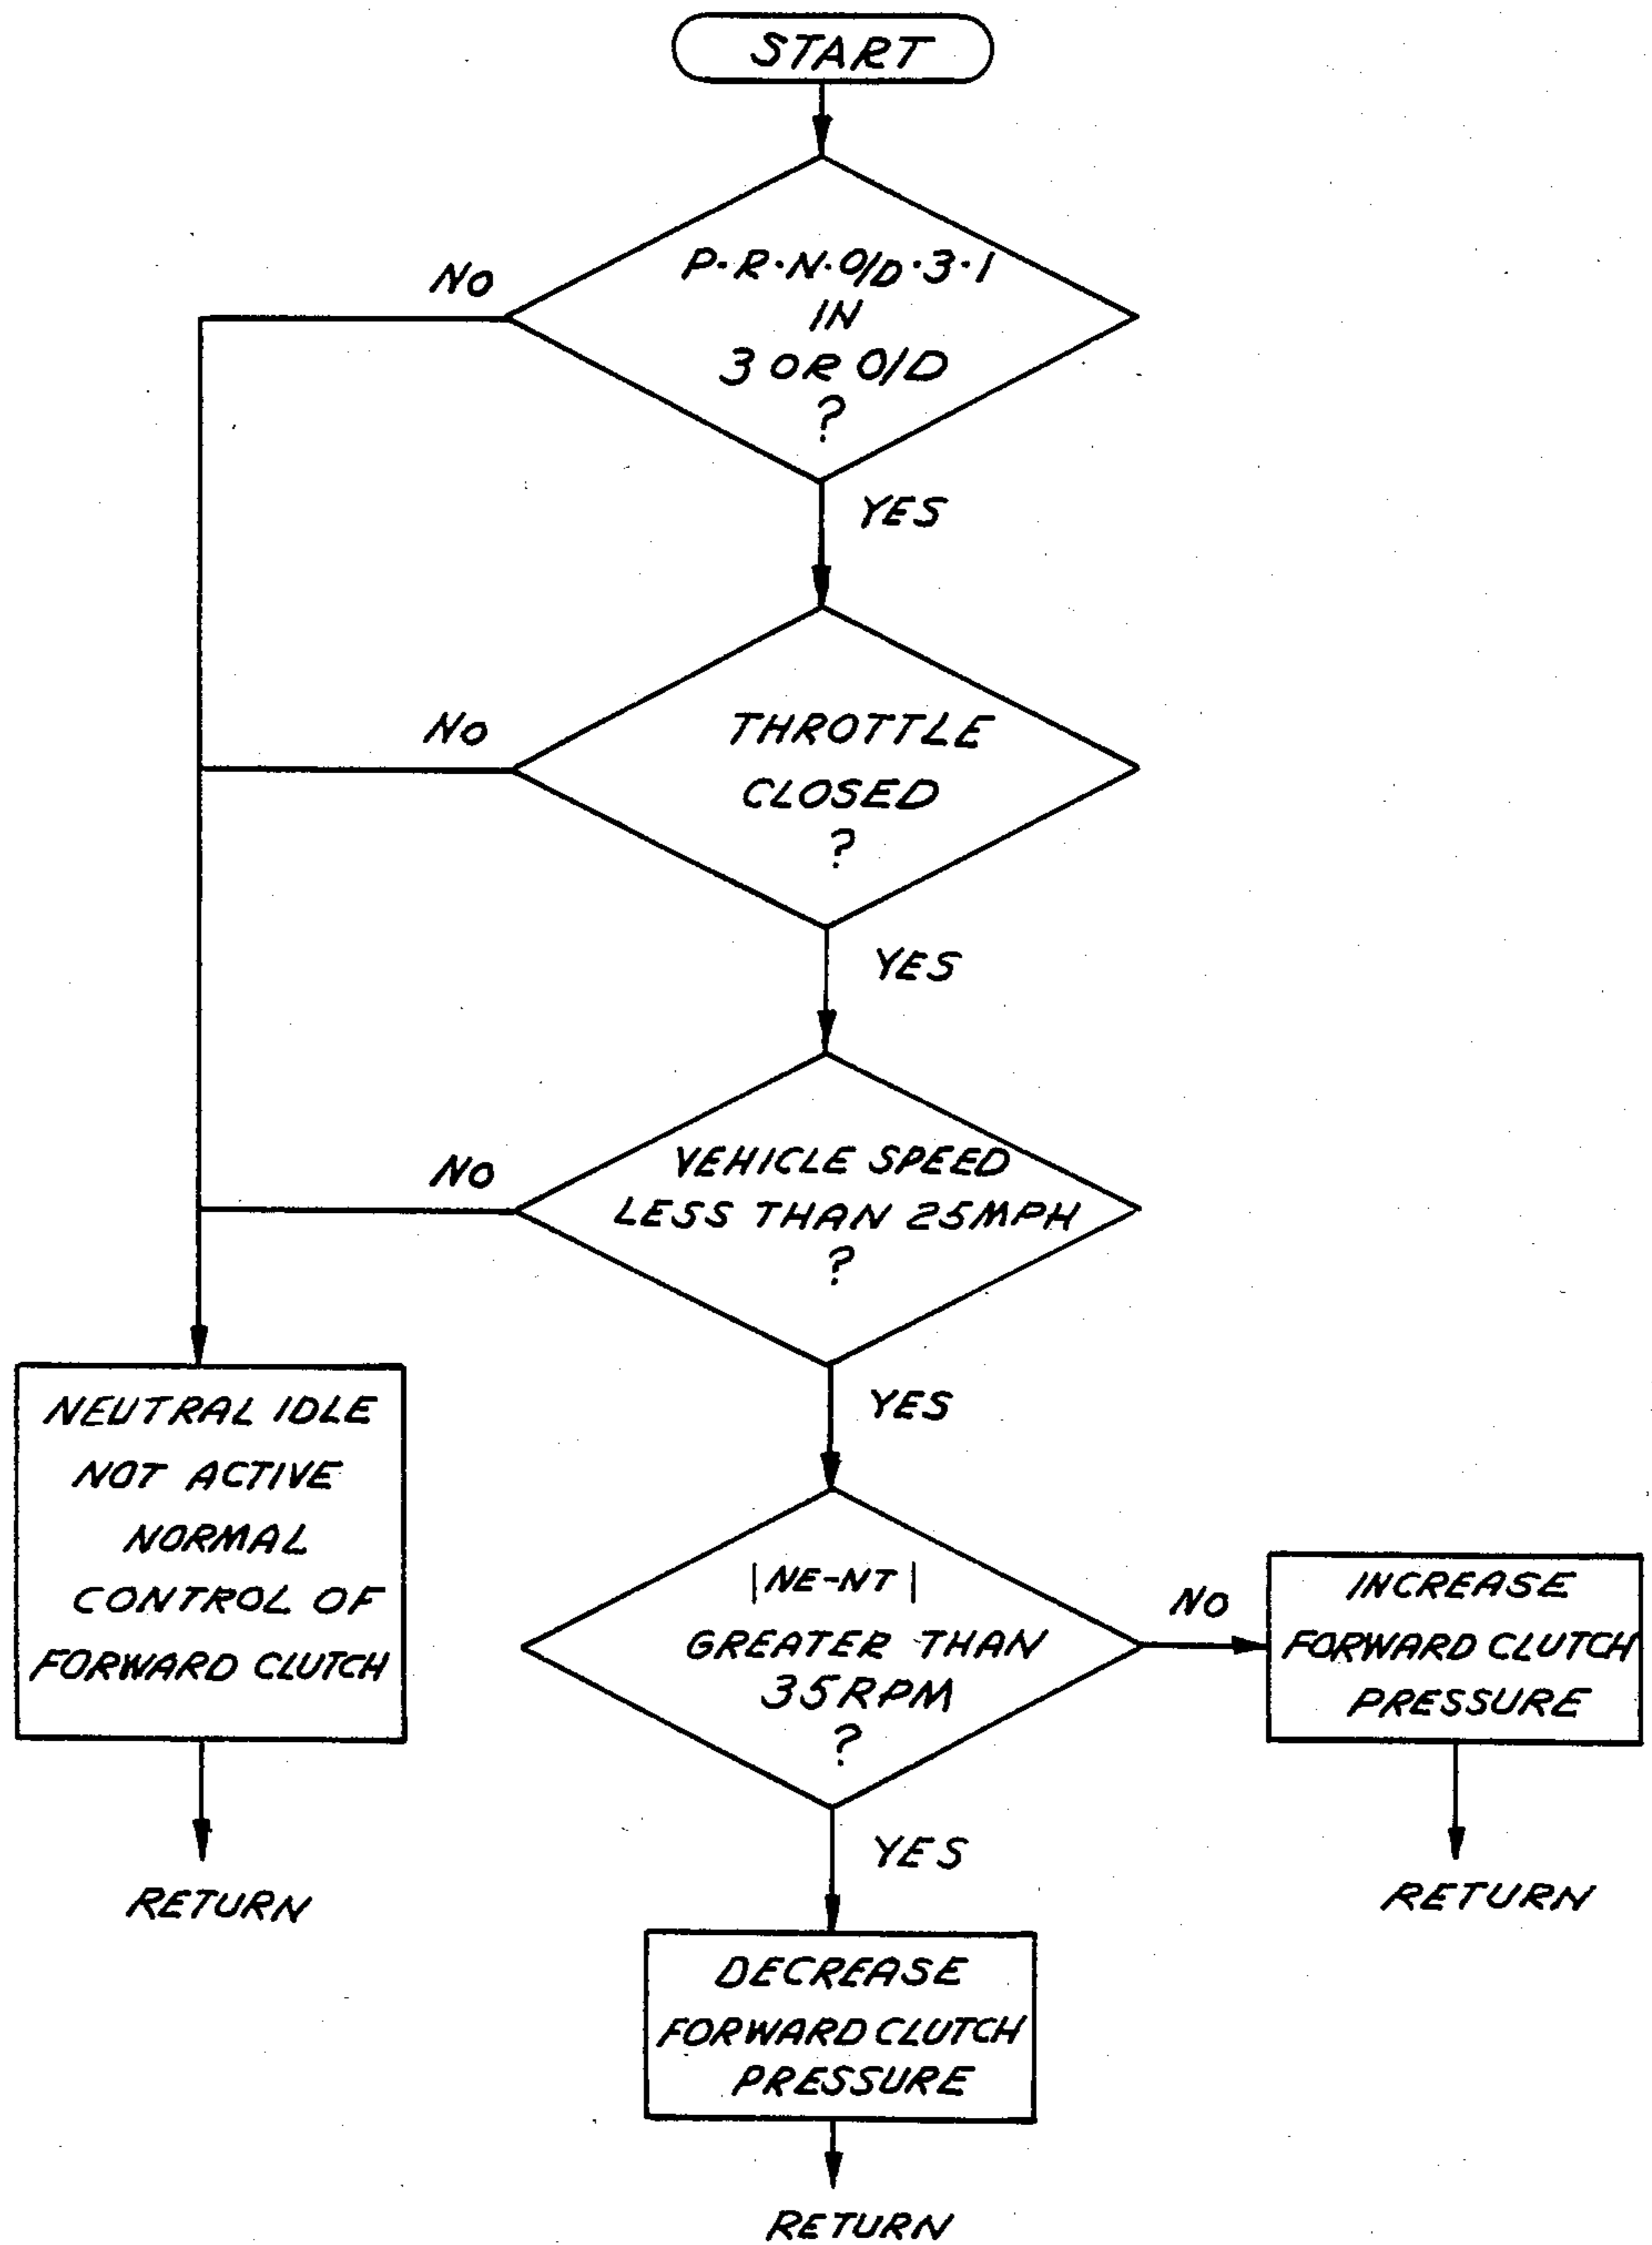 START
P·R·N·O/D·3·1
IN
3 OR O/D
?
NO
YES
THROTTLE
CLOSED
?
NO
YES
VEHICLE SPEED
LESS THAN 25MPH
?
NO
YES
NEUTRAL IDLE
NOT ACTIVE
NORMAL
CONTROL OF
FORWARD CLUTCH
RETURN
|NE-NT|
GREATER THAN
35RPM
?
NO
INCREASE
FORWARD CLUTCH
PRESSURE
RETURN
YES
DECREASE
FORWARD CLUTCH
PRESSURE
RETURN